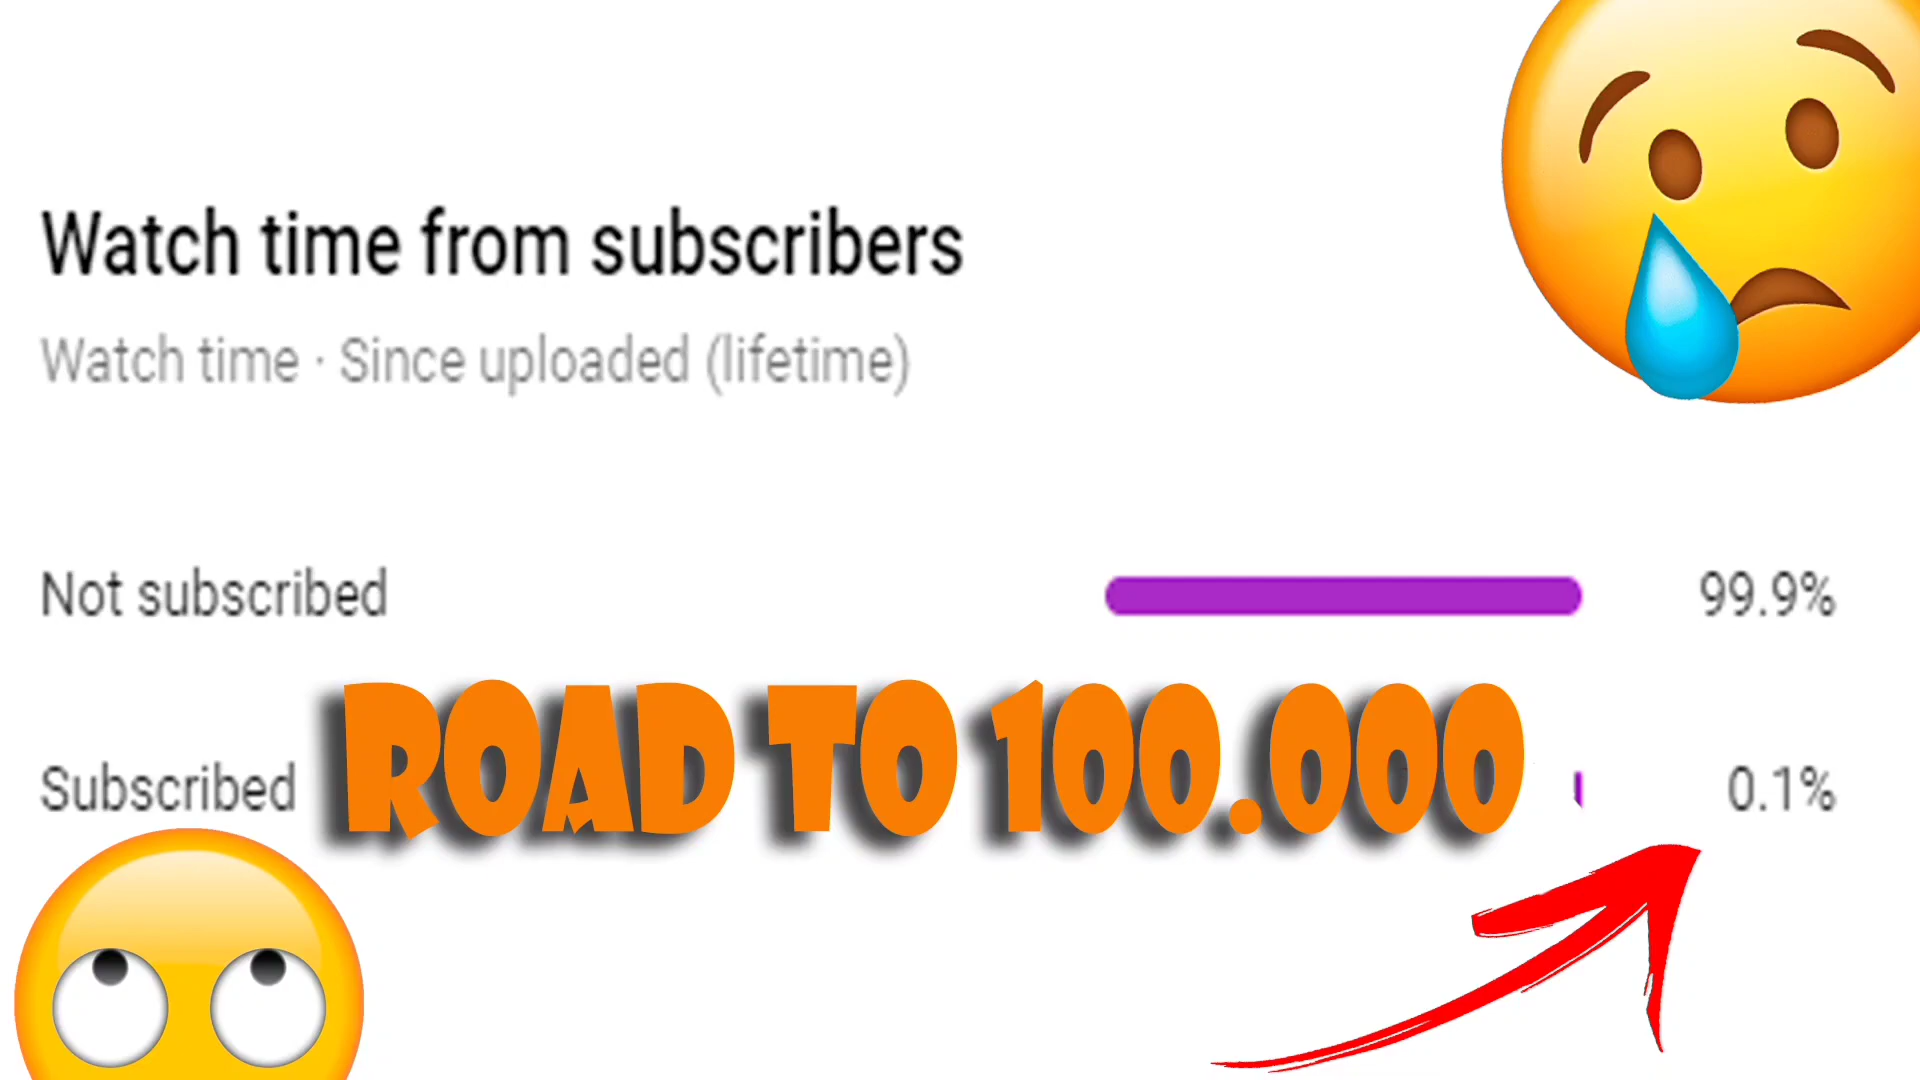 Watch time from subscribers
Watch time · Since uploaded (lifetime)
Not subscribed 99.9%
ROAD TO 100.000
Subscribed 0.1%